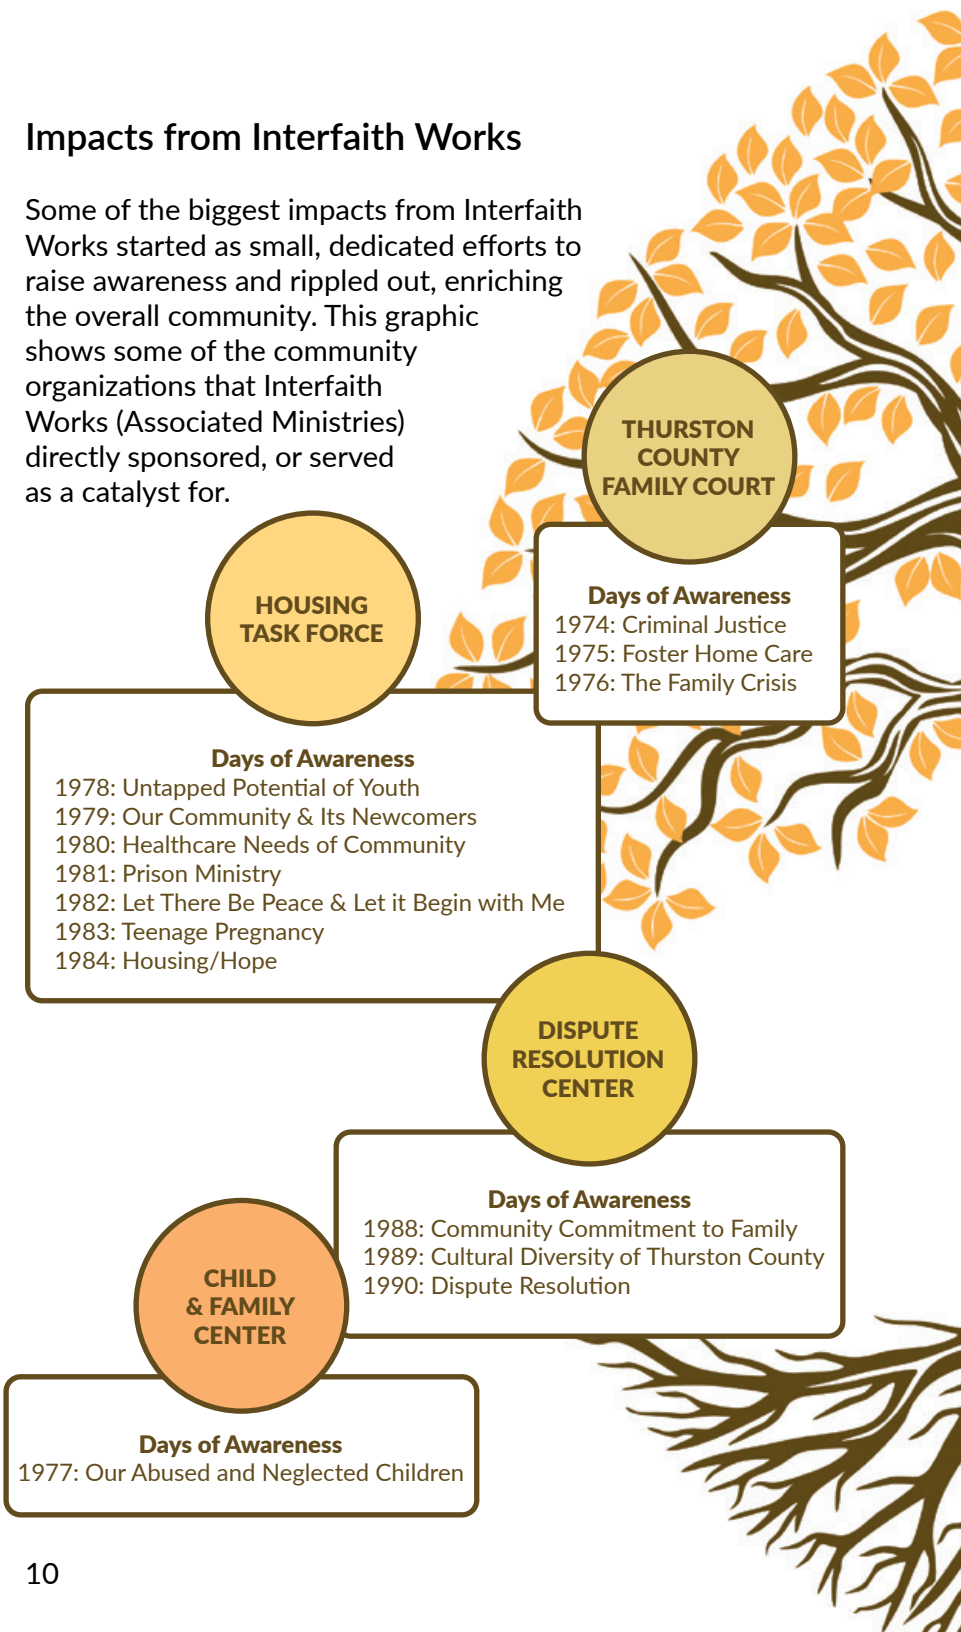 Impacts from Interfaith Works
Some of the biggest impacts from Interfaith
Works started as small, dedicated efforts to
raise awareness and rippled out, enriching
the overall community. This graphic
shows some of the community
organizations that Interfaith
Works (Associated Ministries)
directly sponsored, or served
as a catalyst for.
THURSTON
COUNTY
FAMILY COURT
Days of Awareness
1974: Criminal Justice
1975: Foster Home Care
1976: The Family Crisis
HOUSING
TASK FORCE
Days of Awareness
1978: Untapped Potential of Youth
1979: Our Community & Its Newcomers
1980: Healthcare Needs of Community
1981: Prison Ministry
1982: Let There Be Peace & Let it Begin with Me
1983: Teenage Pregnancy
1984: Housing/Hope
DISPUTE
RESOLUTION
CENTER
Days of Awareness
1988: Community Commitment to Family
1989: Cultural Diversity of Thurston County
1990: Dispute Resolution
CHILD
& FAMILY
CENTER
Days of Awareness
1977: Our Abused and Neglected Children
10